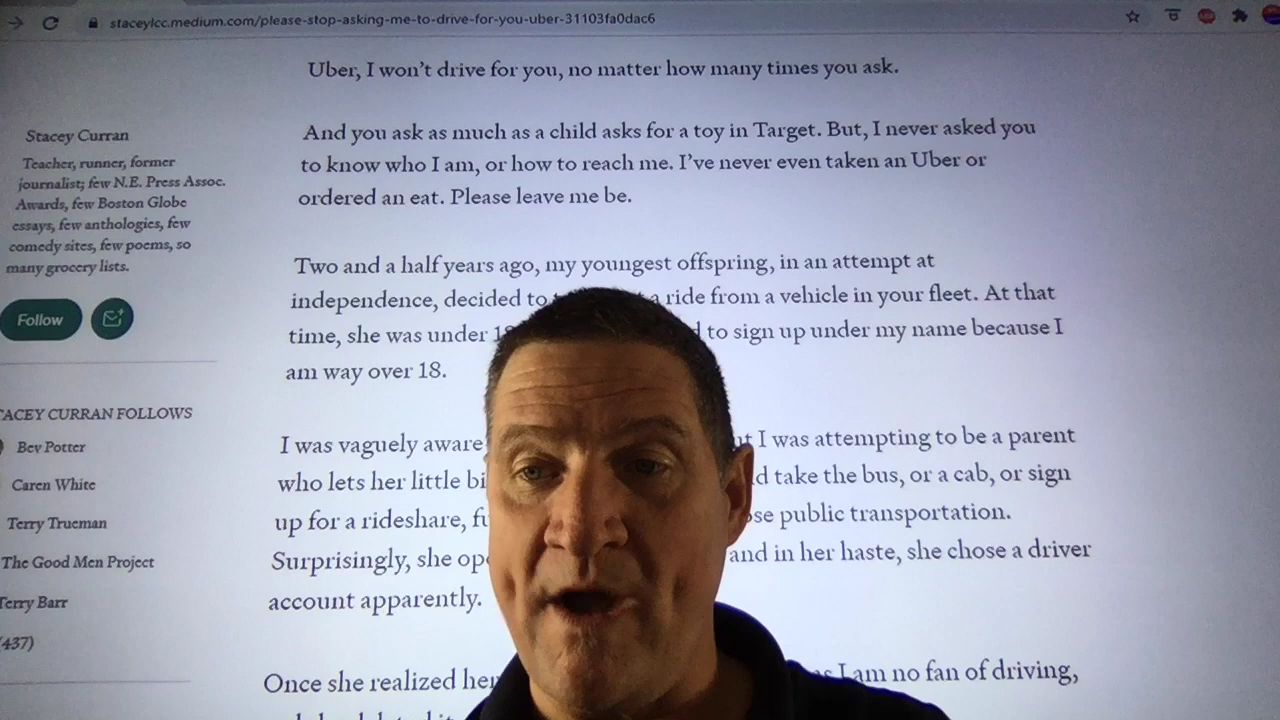 staceylcc.medium.com/please-stop-asking-me-to-drive-for-you-uber-31103fa0dac6
Uber, I won't drive for you, no matter how many times you ask.
Stacey Curran
Teacher, runner, former
journalist; few N.E. Press Assoc.
Awards, few Boston Globe
essays, few anthologies, few
comedy sites, few poems, so
many grocery lists.
Follow
TACEY CURRAN FOLLOWS
Bev Potter
Caren White
Terry Trueman
The Good Men Project
Terry Barr
(437)
And you ask as much as a child asks for a toy in Target. But, I never asked you
to know who I am, or how to reach me. I've never even taken an Uber or
ordered an eat. Please leave me be.
Two and a half years ago, my youngest offspring, in an attempt at
independence, decided to a ride from a vehicle in your fleet. At that
time, she was under to sign up under my name because I
am way over 18.
I was vaguely aware I was attempting to be a parent
who lets her little take the bus, or a cab, or sign
up for a rideshare, public transportation.
Surprisingly, she and in her haste, she chose a driver
account apparently.
Once she realized I am no fan of driving,